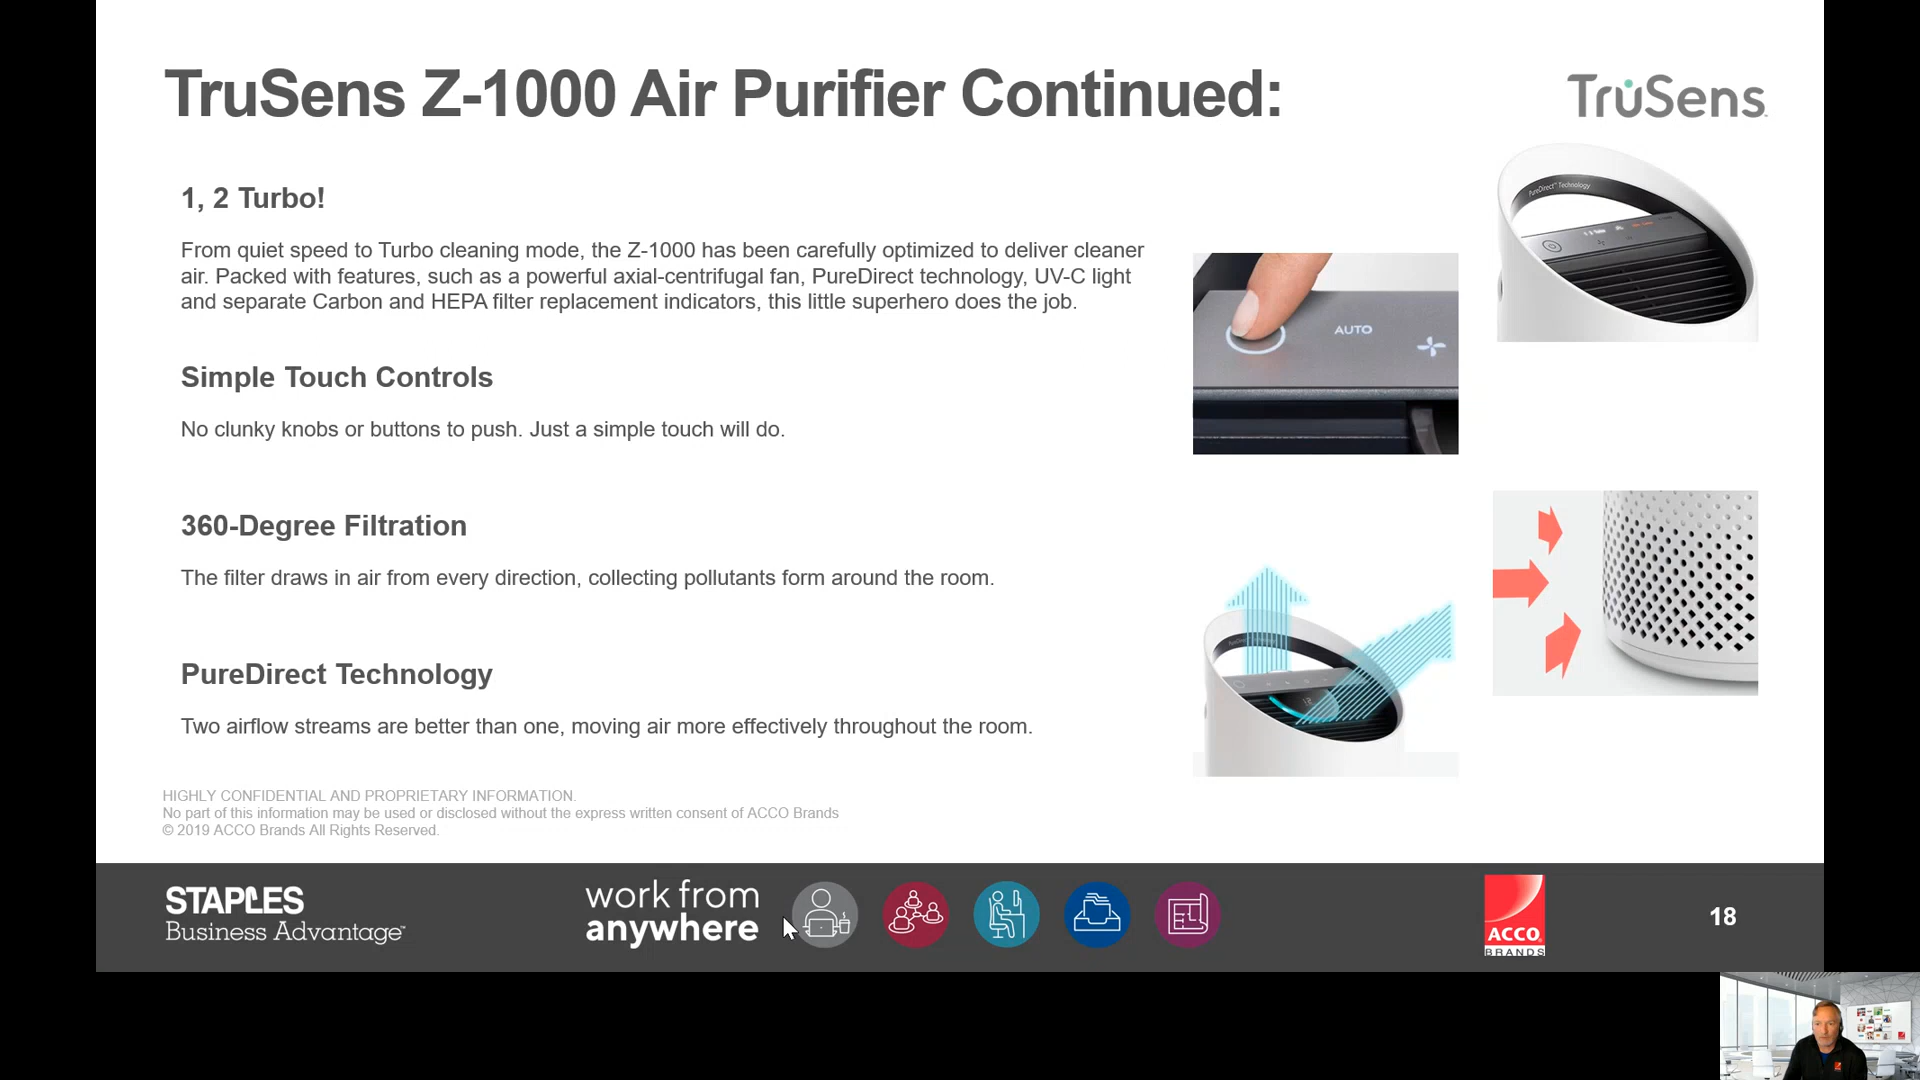 TruSens Z-1000 Air Purifier Continued:
TruSens
1, 2 Turbo!
From quiet speed to Turbo cleaning mode, the Z-1000 has been carefully optimized to deliver cleaner
air. Packed with features, such as a powerful axial-centrifugal fan, PureDirect technology, UV-C light
and separate Carbon and HEPA filter replacement indicators, this little superhero does the job.
PureDirect™ Technology
AUTO
Simple Touch Controls
No clunky knobs or buttons to push. Just a simple touch will do.
360-Degree Filtration
The filter draws in air from every direction, collecting pollutants form around the room.
PureDirect Technology
Two airflow streams are better than one, moving air more effectively throughout the room.
HIGHLY CONFIDENTIAL AND PROPRIETARY INFORMATION.
No part of this information may be used or disclosed without the express written consent of ACCO Brands
© 2019 ACCO Brands All Rights Reserved.
STAPLES
Business Advantage™
work from
anywhere
ACCO
BRANDS
18